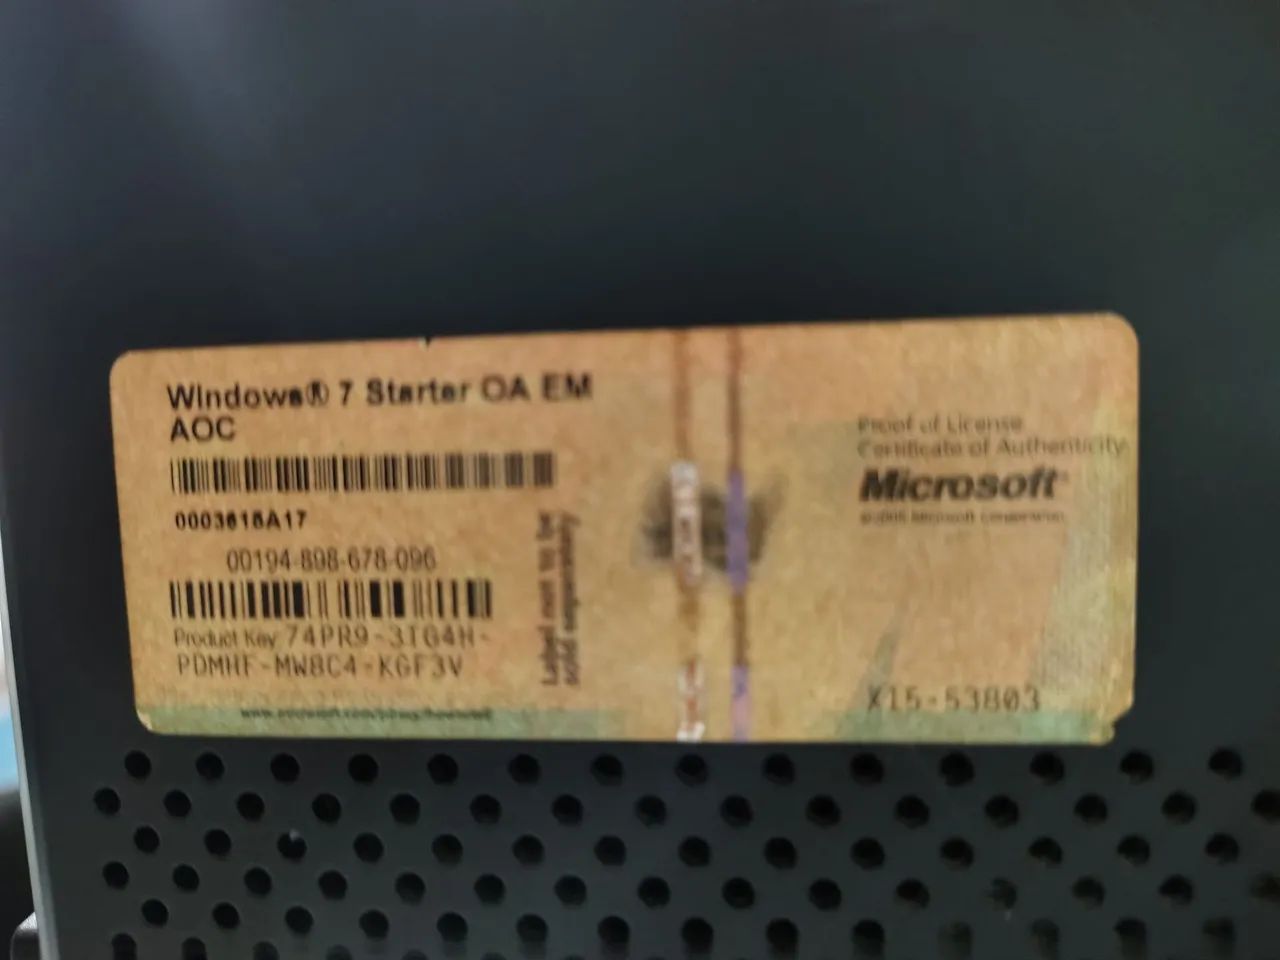 Windows® 7 Starter OA EM
AOC
0003618A17
00194-898-678-096
Product Key: 74PR9-3TG4H-
PDMHF-MW8C4-KGF3V
Label not to be
sold separately
Proof of License
Certificate of Authenticity
Microsoft
X15-53803